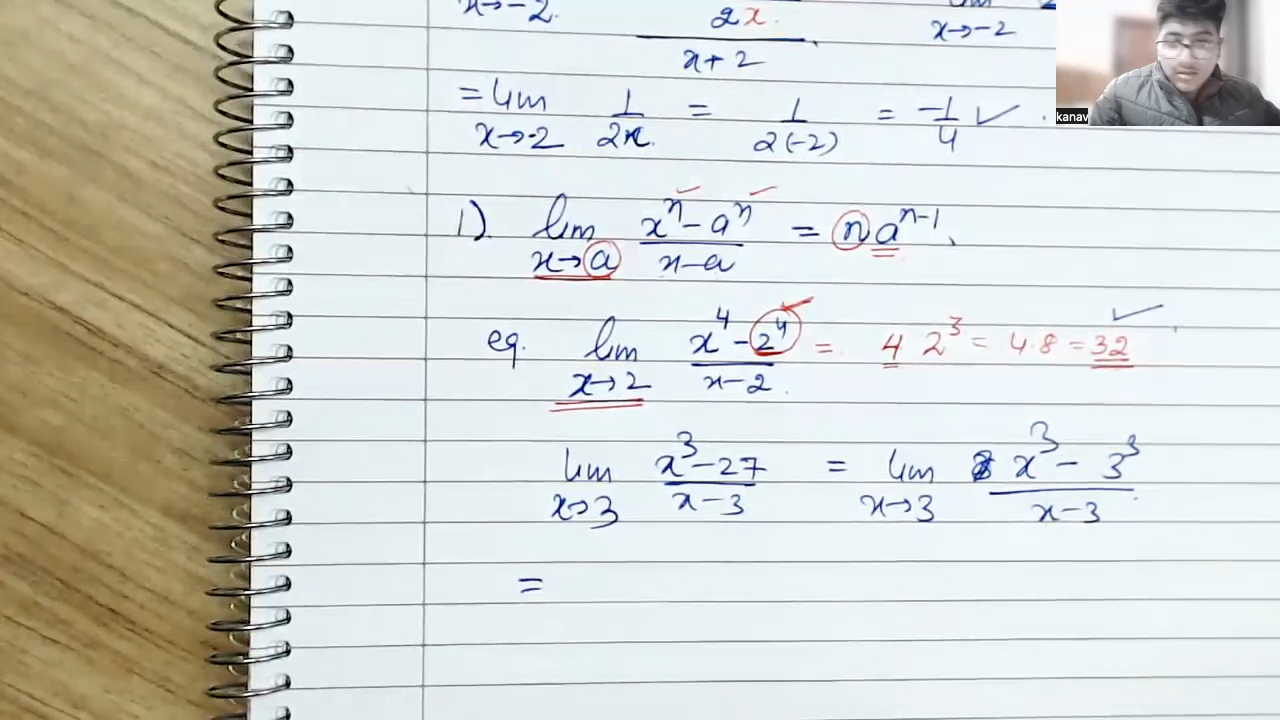 x→-2. 2x. x→-2
x+2
= lim x→-2 1/2x. = 1/2(-2) = -1/4 ✓.
kanav
1). lim x→a xⁿ-aⁿ/x-a = n aⁿ⁻¹.
eg. lim x→2 x⁴-2⁴/x-2. = 4 2³ = 4·8 = 32 ✓
lim x→3 x³-27/x-3 = lim x→3 x³-3³/x-3
=